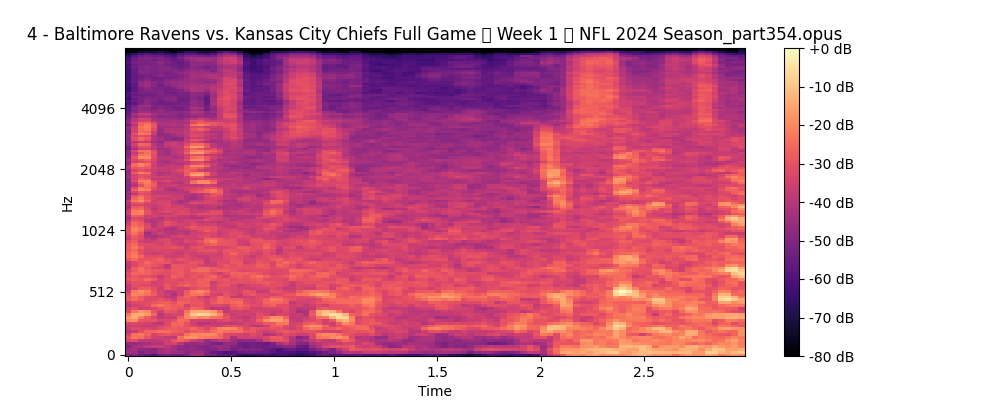 4 - Baltimore Ravens vs. Kansas City Chiefs Full Game ▯ Week 1 ▯ NFL 2024 Season_part354.opus
+0 dB
-10 dB
-20 dB
-30 dB
-40 dB
-50 dB
-60 dB
-70 dB
-80 dB
4096
2048
1024
512
0
Hz
0
0.5
1
1.5
2
2.5
Time